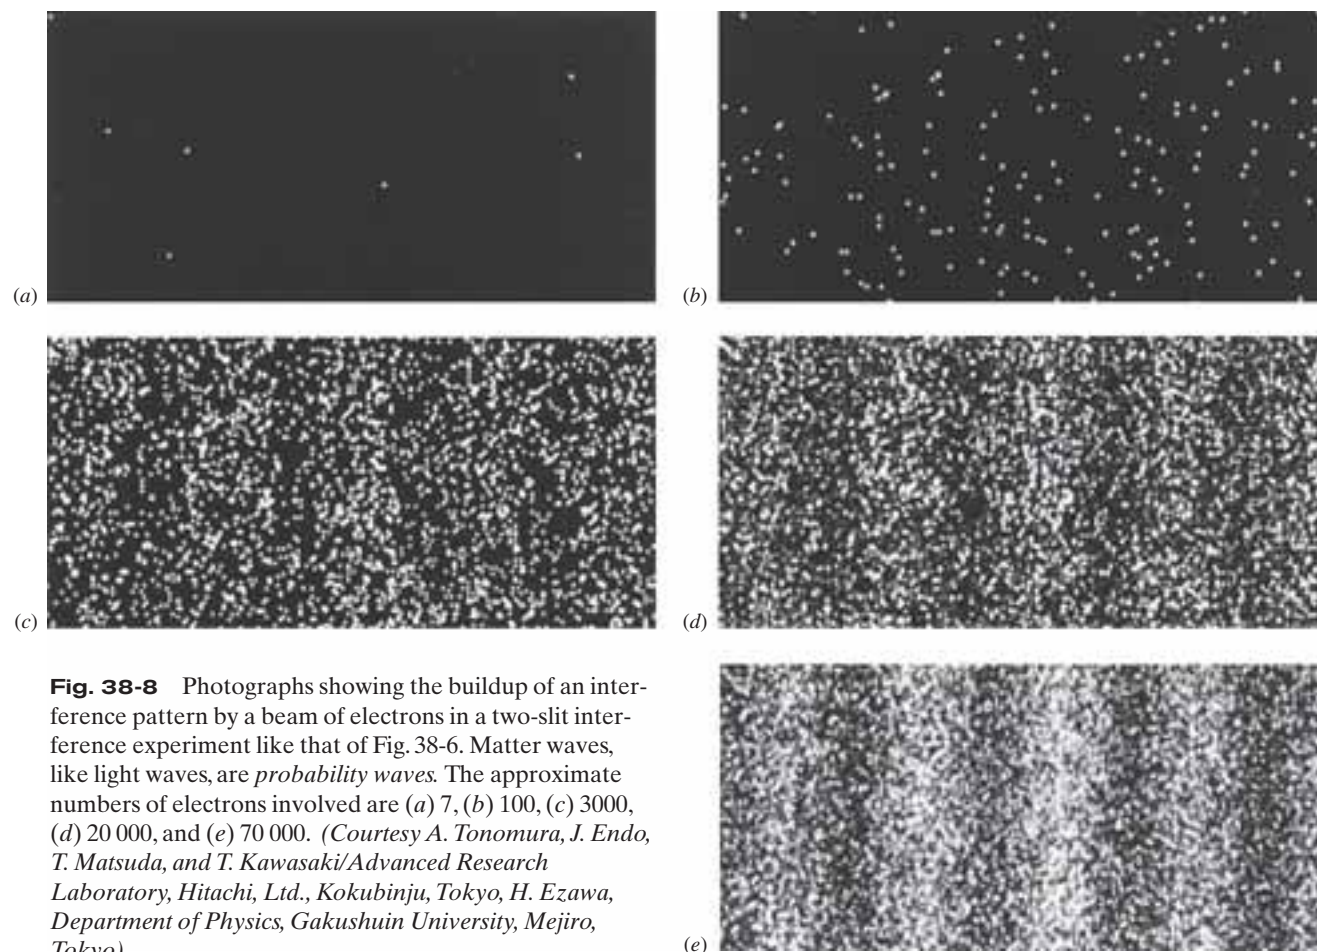 (a)
(b)
(c)
(d)
Fig. 38-8 Photographs showing the buildup of an inter-
ference pattern by a beam of electrons in a two-slit inter-
ference experiment like that of Fig. 38-6. Matter waves,
like light waves, are probability waves. The approximate
numbers of electrons involved are (a) 7, (b) 100, (c) 3000,
(d) 20 000, and (e) 70 000. (Courtesy A. Tonomura, J. Endo,
T. Matsuda, and T. Kawasaki/Advanced Research
Laboratory, Hitachi, Ltd., Kokubinju, Tokyo, H. Ezawa,
Department of Physics, Gakushuin University, Mejiro,
Tokyo)
(e)